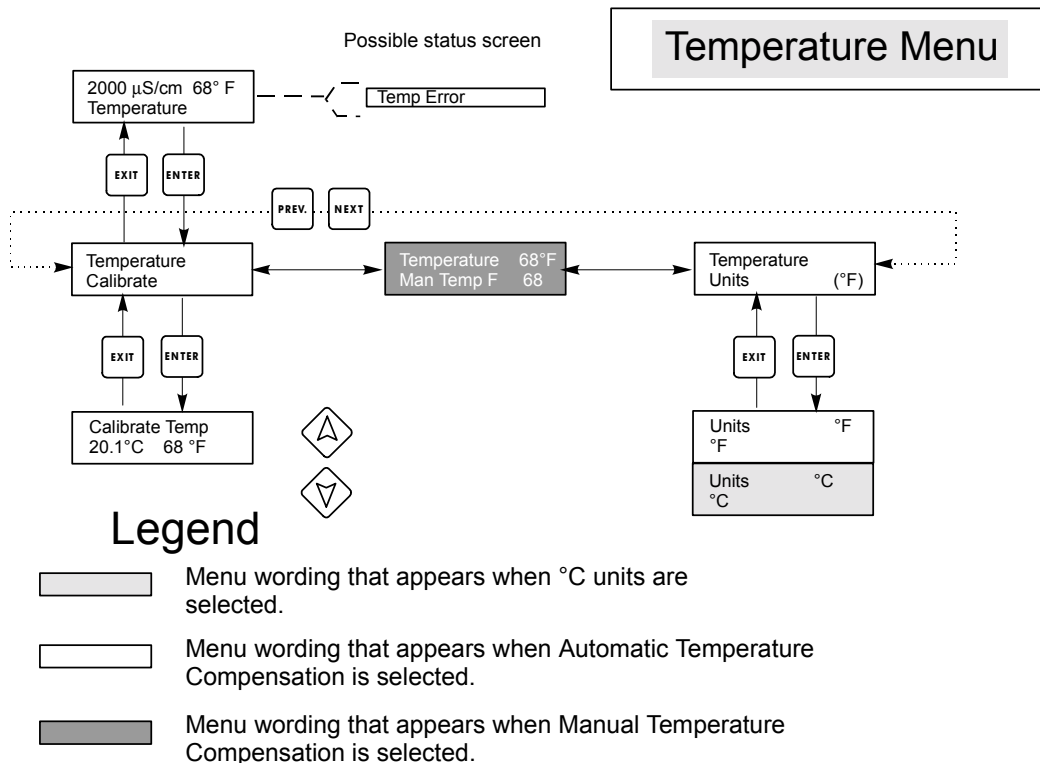 Temperature Menu
Possible status screen
2000 µS/cm 68° F
Temperature
Temp Error
EXIT
ENTER
PREV.
NEXT
Temperature
Calibrate
Temperature 68°F
Man Temp F 68
Temperature
Units (°F)
EXIT
ENTER
EXIT
ENTER
Calibrate Temp
20.1°C 68 °F
Units °F
°F
Units °C
°C
Legend
Menu wording that appears when °C units are
selected.
Menu wording that appears when Automatic Temperature
Compensation is selected.
Menu wording that appears when Manual Temperature
Compensation is selected.